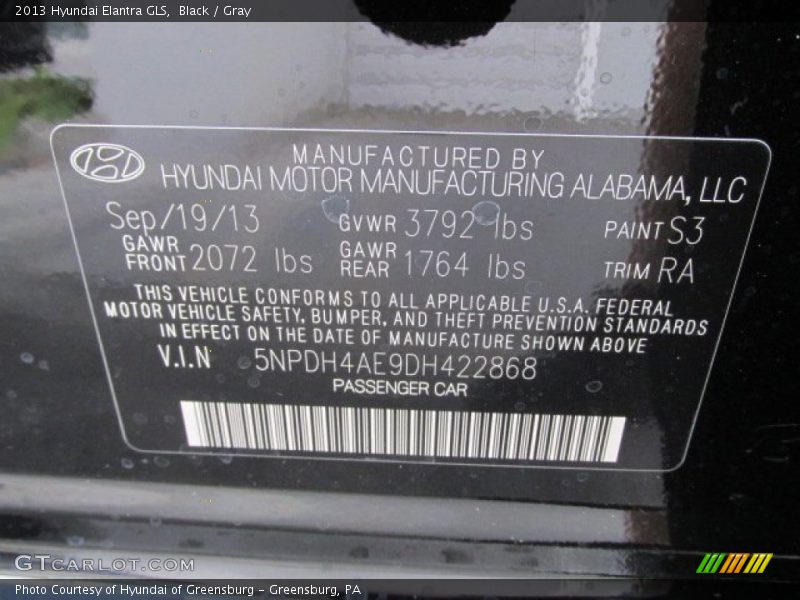 2013 Hyundai Elantra GLS, Black / Gray
MANUFACTURED BY
HYUNDAI MOTOR MANUFACTURING ALABAMA, LLC
Sep/19/13 GVWR 3792 lbs PAINT S3
GAWR FRONT 2072 lbs GAWR REAR 1764 lbs TRIM RA
THIS VEHICLE CONFORMS TO ALL APPLICABLE U.S.A. FEDERAL
MOTOR VEHICLE SAFETY, BUMPER, AND THEFT PREVENTION STANDARDS
IN EFFECT ON THE DATE OF MANUFACTURE SHOWN ABOVE
V.I.N 5NPDH4AE9DH422868
PASSENGER CAR
GTCARLOT.COM
Photo Courtesy of Hyundai of Greensburg - Greensburg, PA